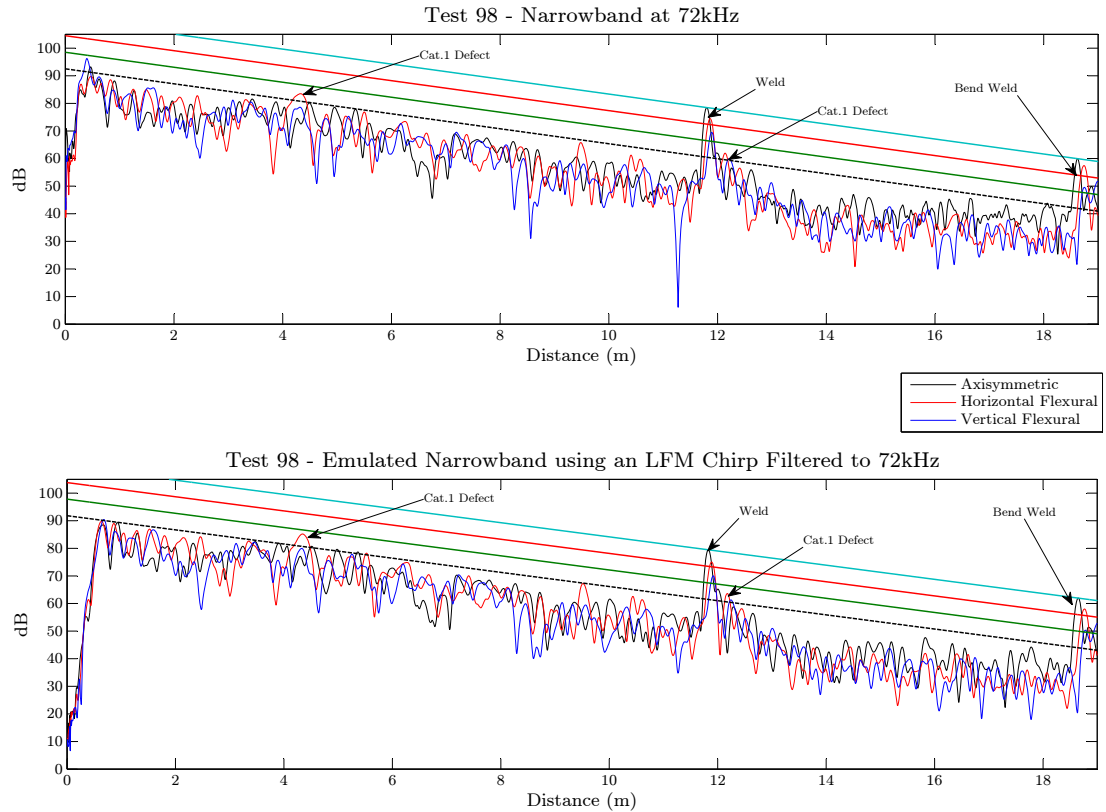 Test 98 - Narrowband at 72kHz
100
90
80
70
60
50
40
30
20
10
0
dB
Cat.1 Defect
Weld
Cat.1 Defect
Bend Weld
0 2 4 6 8 10 12 14 16 18
Distance (m)
Axisymmetric
Horizontal Flexural
Vertical Flexural
Test 98 - Emulated Narrowband using an LFM Chirp Filtered to 72kHz
100
90
80
70
60
50
40
30
20
10
0
dB
Cat.1 Defect
Weld
Cat.1 Defect
Bend Weld
0 2 4 6 8 10 12 14 16 18
Distance (m)